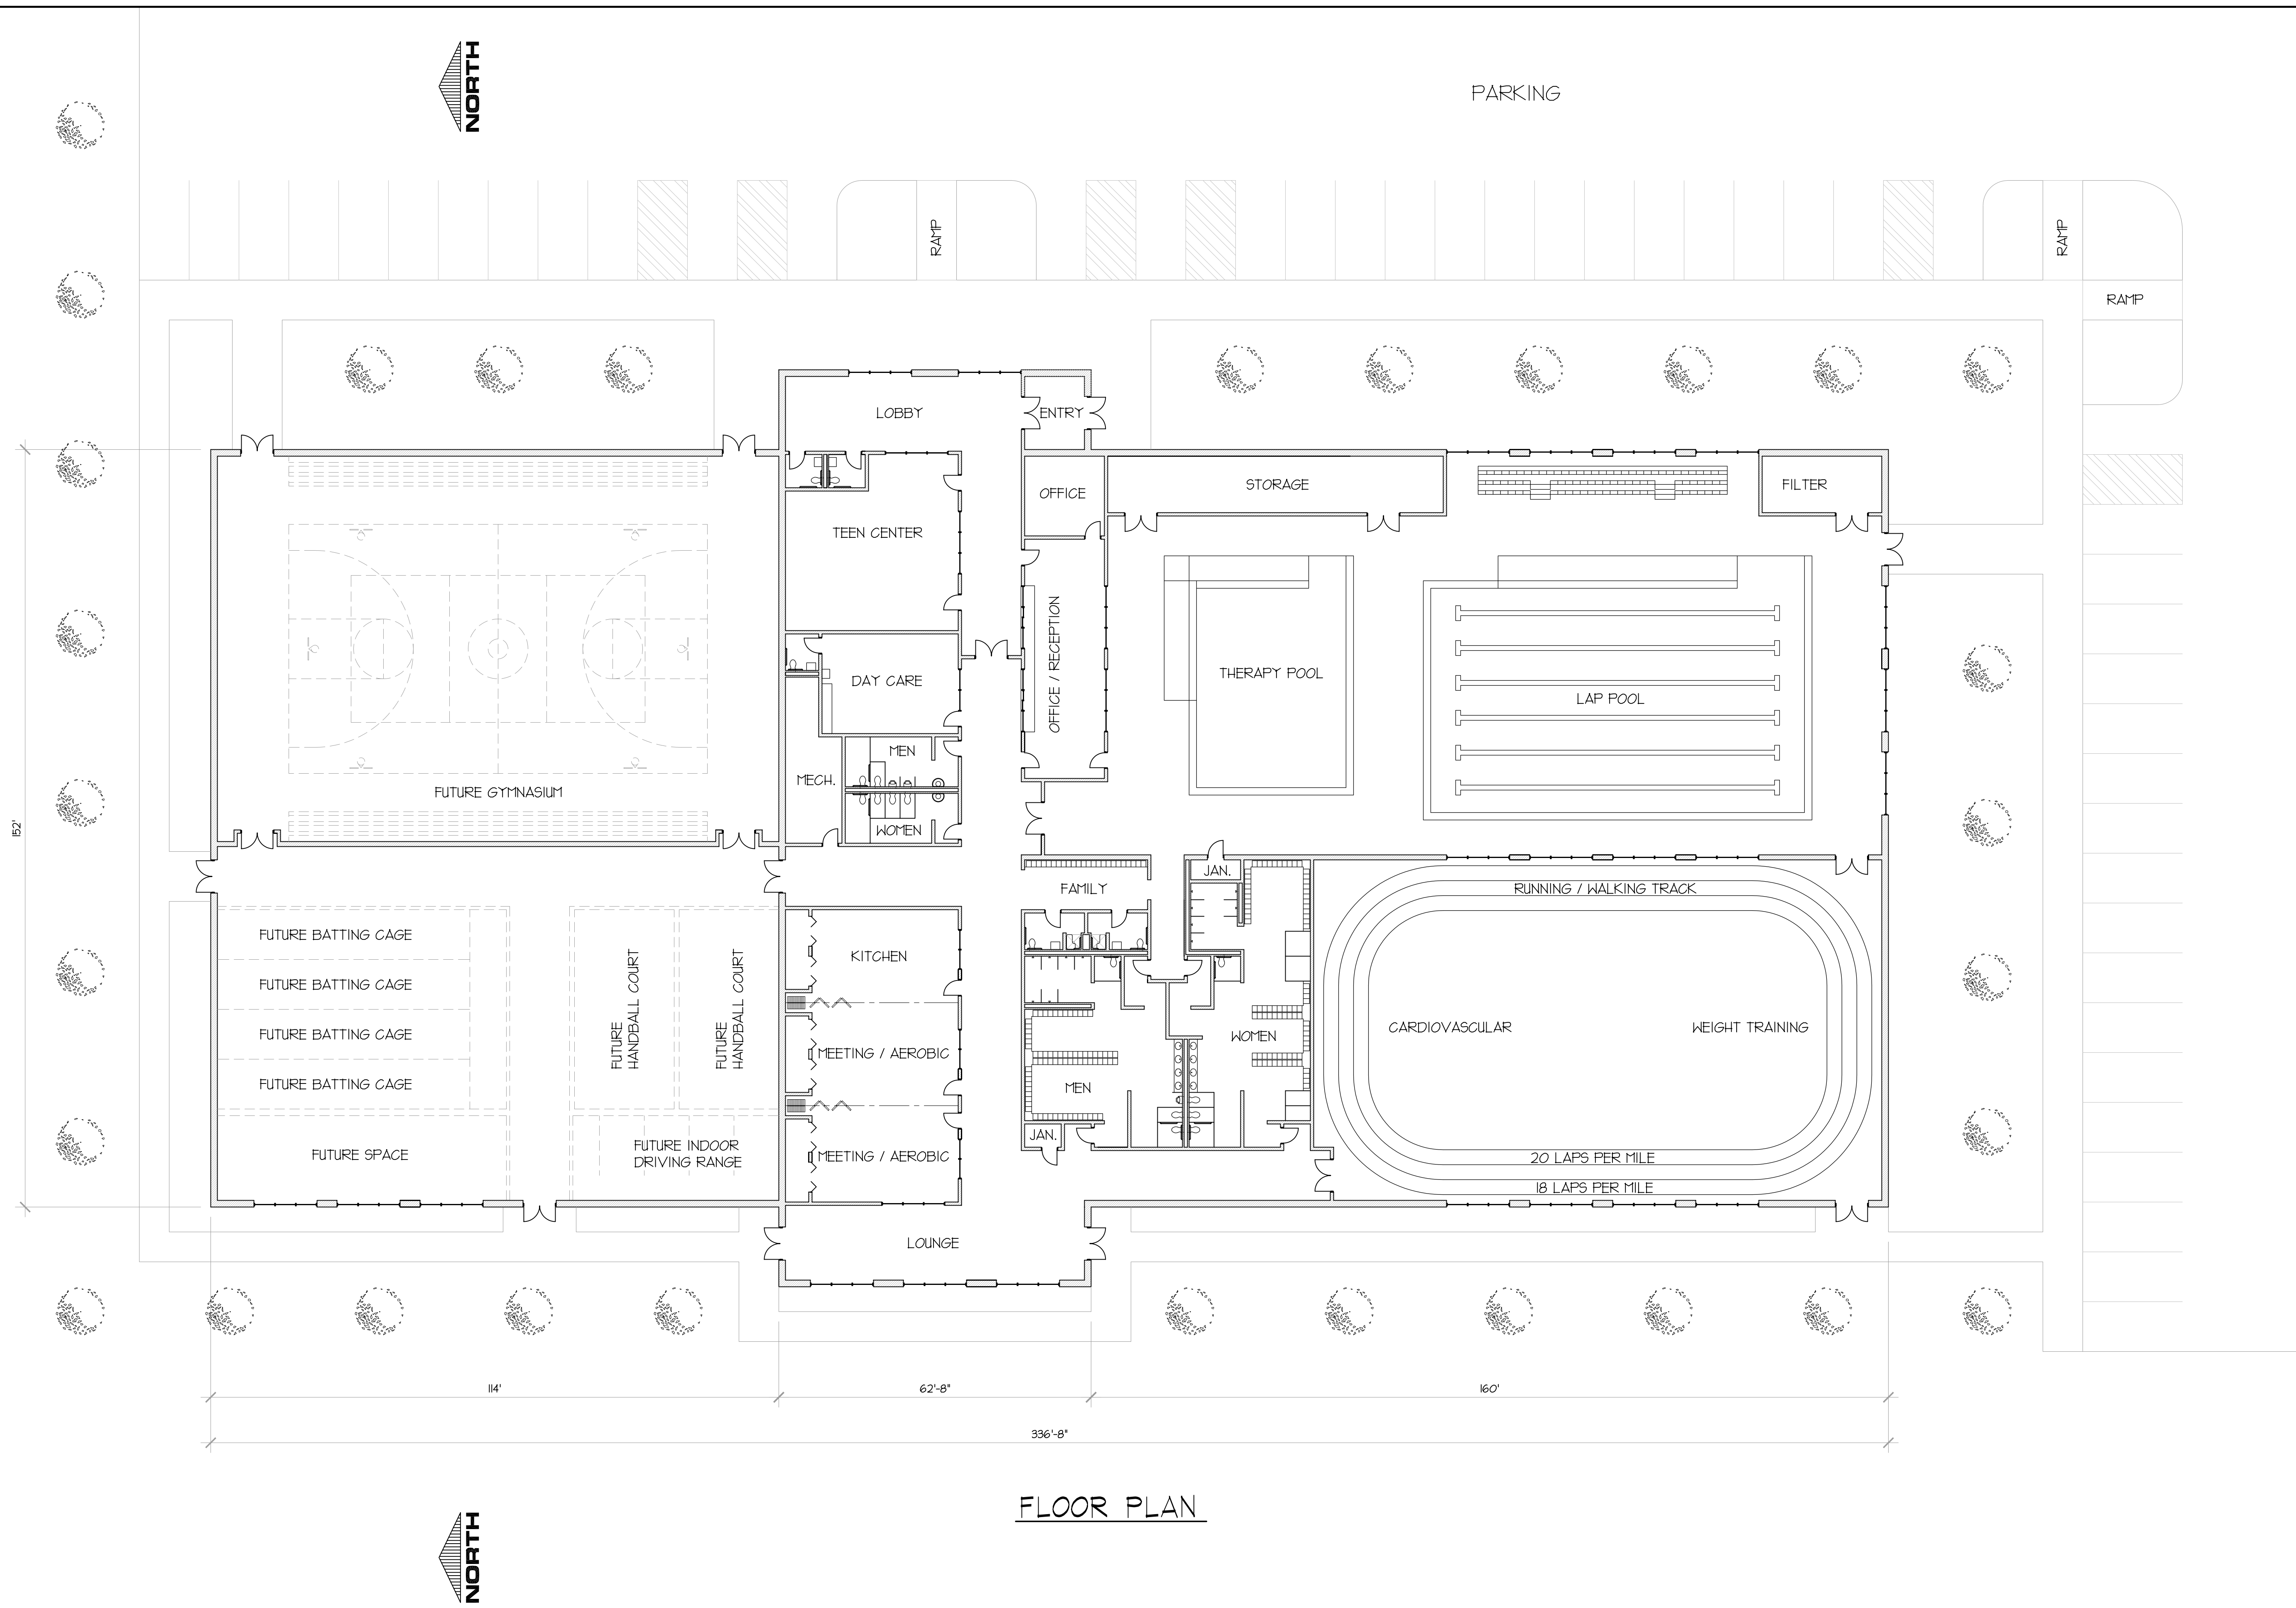 NORTH
PARKING
RAMP
RAMP
RAMP
LOBBY
ENTRY
OFFICE
STORAGE
FILTER
TEEN CENTER
OFFICE / RECEPTION
THERAPY POOL
DAY CARE
LAP POOL
MEN
MECH.
FUTURE GYMNASIUM
152'
WOMEN
JAN.
FAMILY
RUNNING / WALKING TRACK
FUTURE BATTING CAGE
FUTURE BATTING CAGE
FUTURE BATTING CAGE
FUTURE BATTING CAGE
FUTURE
HANDBALL COURT
FUTURE
HANDBALL COURT
KITCHEN
CARDIOVASCULAR
WEIGHT TRAINING
WOMEN
MEETING / AEROBIC
MEN
JAN.
FUTURE SPACE
FUTURE INDOOR
DRIVING RANGE
MEETING / AEROBIC
20 LAPS PER MILE
18 LAPS PER MILE
LOUNGE
114'
62'-8"
160'
336'-8"
FLOOR PLAN
NORTH